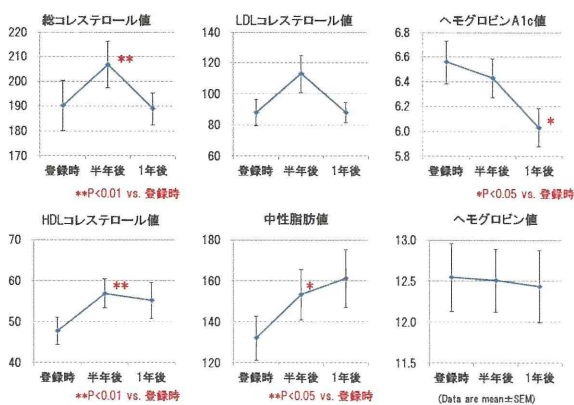 総コレステロール値
220
210
200
190
180
170
**
登録時 半年後 1年後
**P<0.01 vs. 登録時
LDLコレステロール値
140
120
100
80
60
登録時 半年後 1年後
ヘモグロビンA1c値
6.8
6.6
6.4
6.2
6.0
5.8
*
登録時 半年後 1年後
*P<0.05 vs. 登録時
HDLコレステロール値
70
60
50
40
**
登録時 半年後 1年後
**P<0.01 vs. 登録時
中性脂肪値
180
160
140
120
*
登録時 半年後 1年後
**P<0.05 vs. 登録時
ヘモグロビン値
13.0
12.5
12.0
11.5
登録時 半年後 1年後
(Data are mean±SEM)